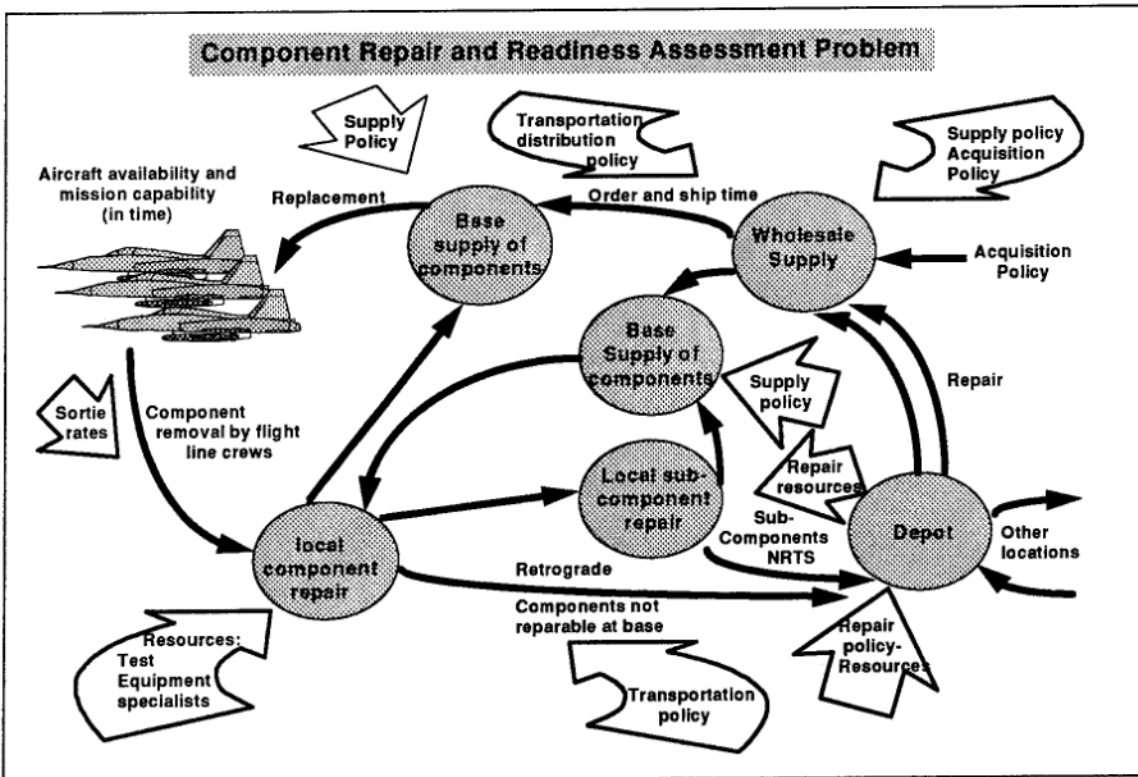 Component Repair and Readiness Assessment Problem
Supply
Policy
Transportation
distribution
policy
Supply policy
Acquisition
Policy
Aircraft availability and
mission capability
(in time)
Replacement
Base
supply of
components
Order and ship time
Wholesale
Supply
Acquisition
Policy
Base
Supply of
components
Supply
policy
Repair
Sortie
rates
Component
removal by flight
line crews
Local sub-
component
repair
Repair
resources
Sub-
Components
NRTS
Depot
Other
locations
local
component
repair
Retrograde
Components not
reparable at base
Resources:
Test
Equipment
specialists
Transportation
policy
Repair
policy-
Resources